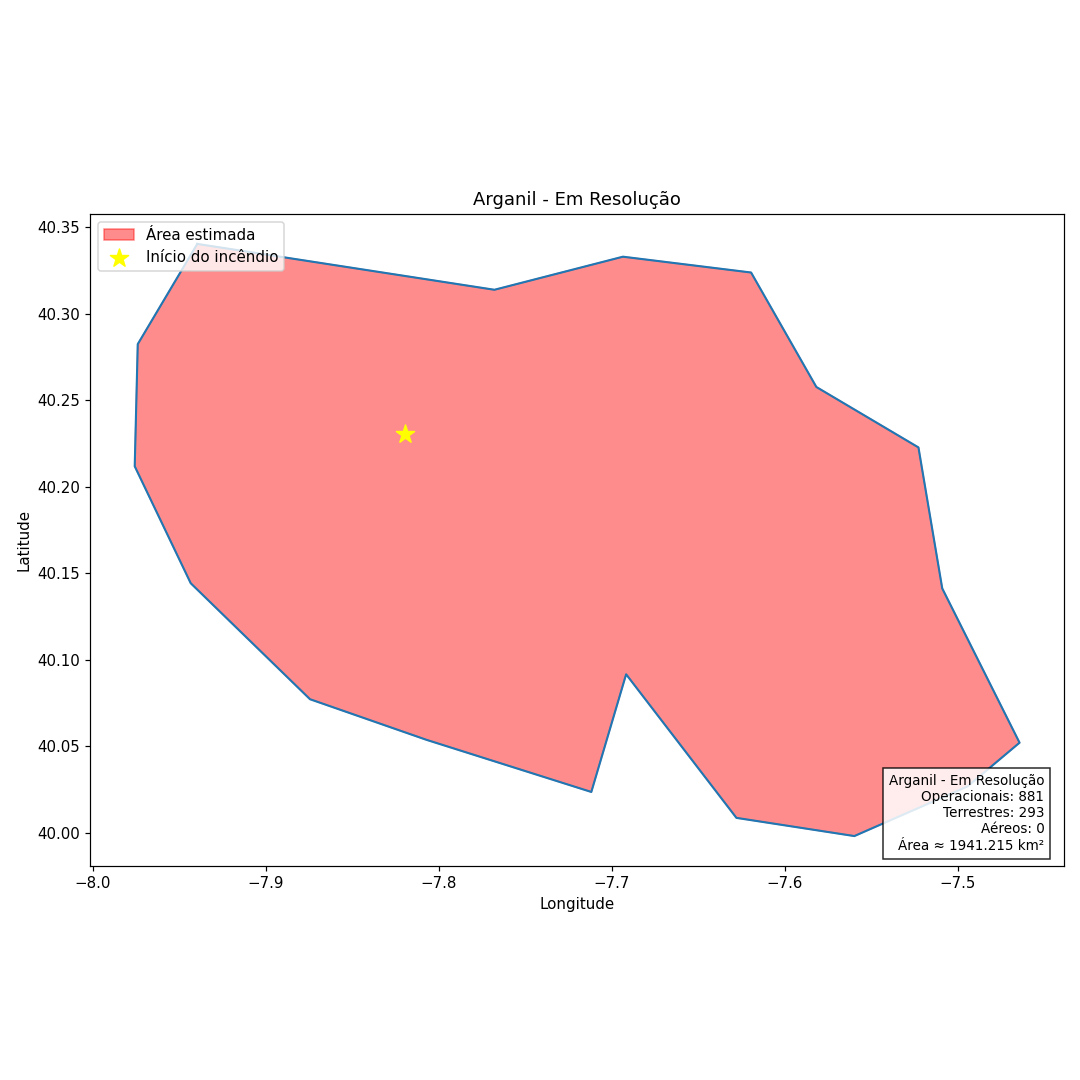 Arganil - Em Resolução
Área estimada
Início do incêndio
40.35
40.30
40.25
40.20
40.15
40.10
40.05
40.00
Latitude
Arganil - Em Resolução
Operacionais: 881
Terrestres: 293
Aéreos: 0
Área ≈ 1941.215 km²
−8.0 −7.9 −7.8 −7.7 −7.6 −7.5
Longitude